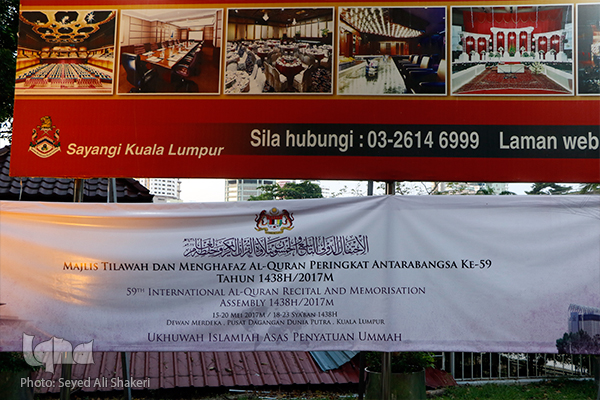 Sayangi Kuala Lumpur
Sila hubungi : 03-2614 6999 Laman web
MAJLIS TILAWAH DAN MENGHAFAZ AL-QURAN PERINGKAT ANTARABANGSA KE-59
TAHUN 1438H/2017M
59TH INTERNATIONAL AL-QURAN RECITAL AND MEMORISATION
ASSEMBLY 1438H/2017M
15-20 MEI 2017M / 18-23 SYA'BAN 1438H
DEWAN MERDEKA , PUSAT DAGANGAN DUNIA PUTRA , KUALA LUMPUR
UKHUWAH ISLAMIAH ASAS PENYATUAN UMMAH
iqna
Photo: Seyed Ali Shakeri